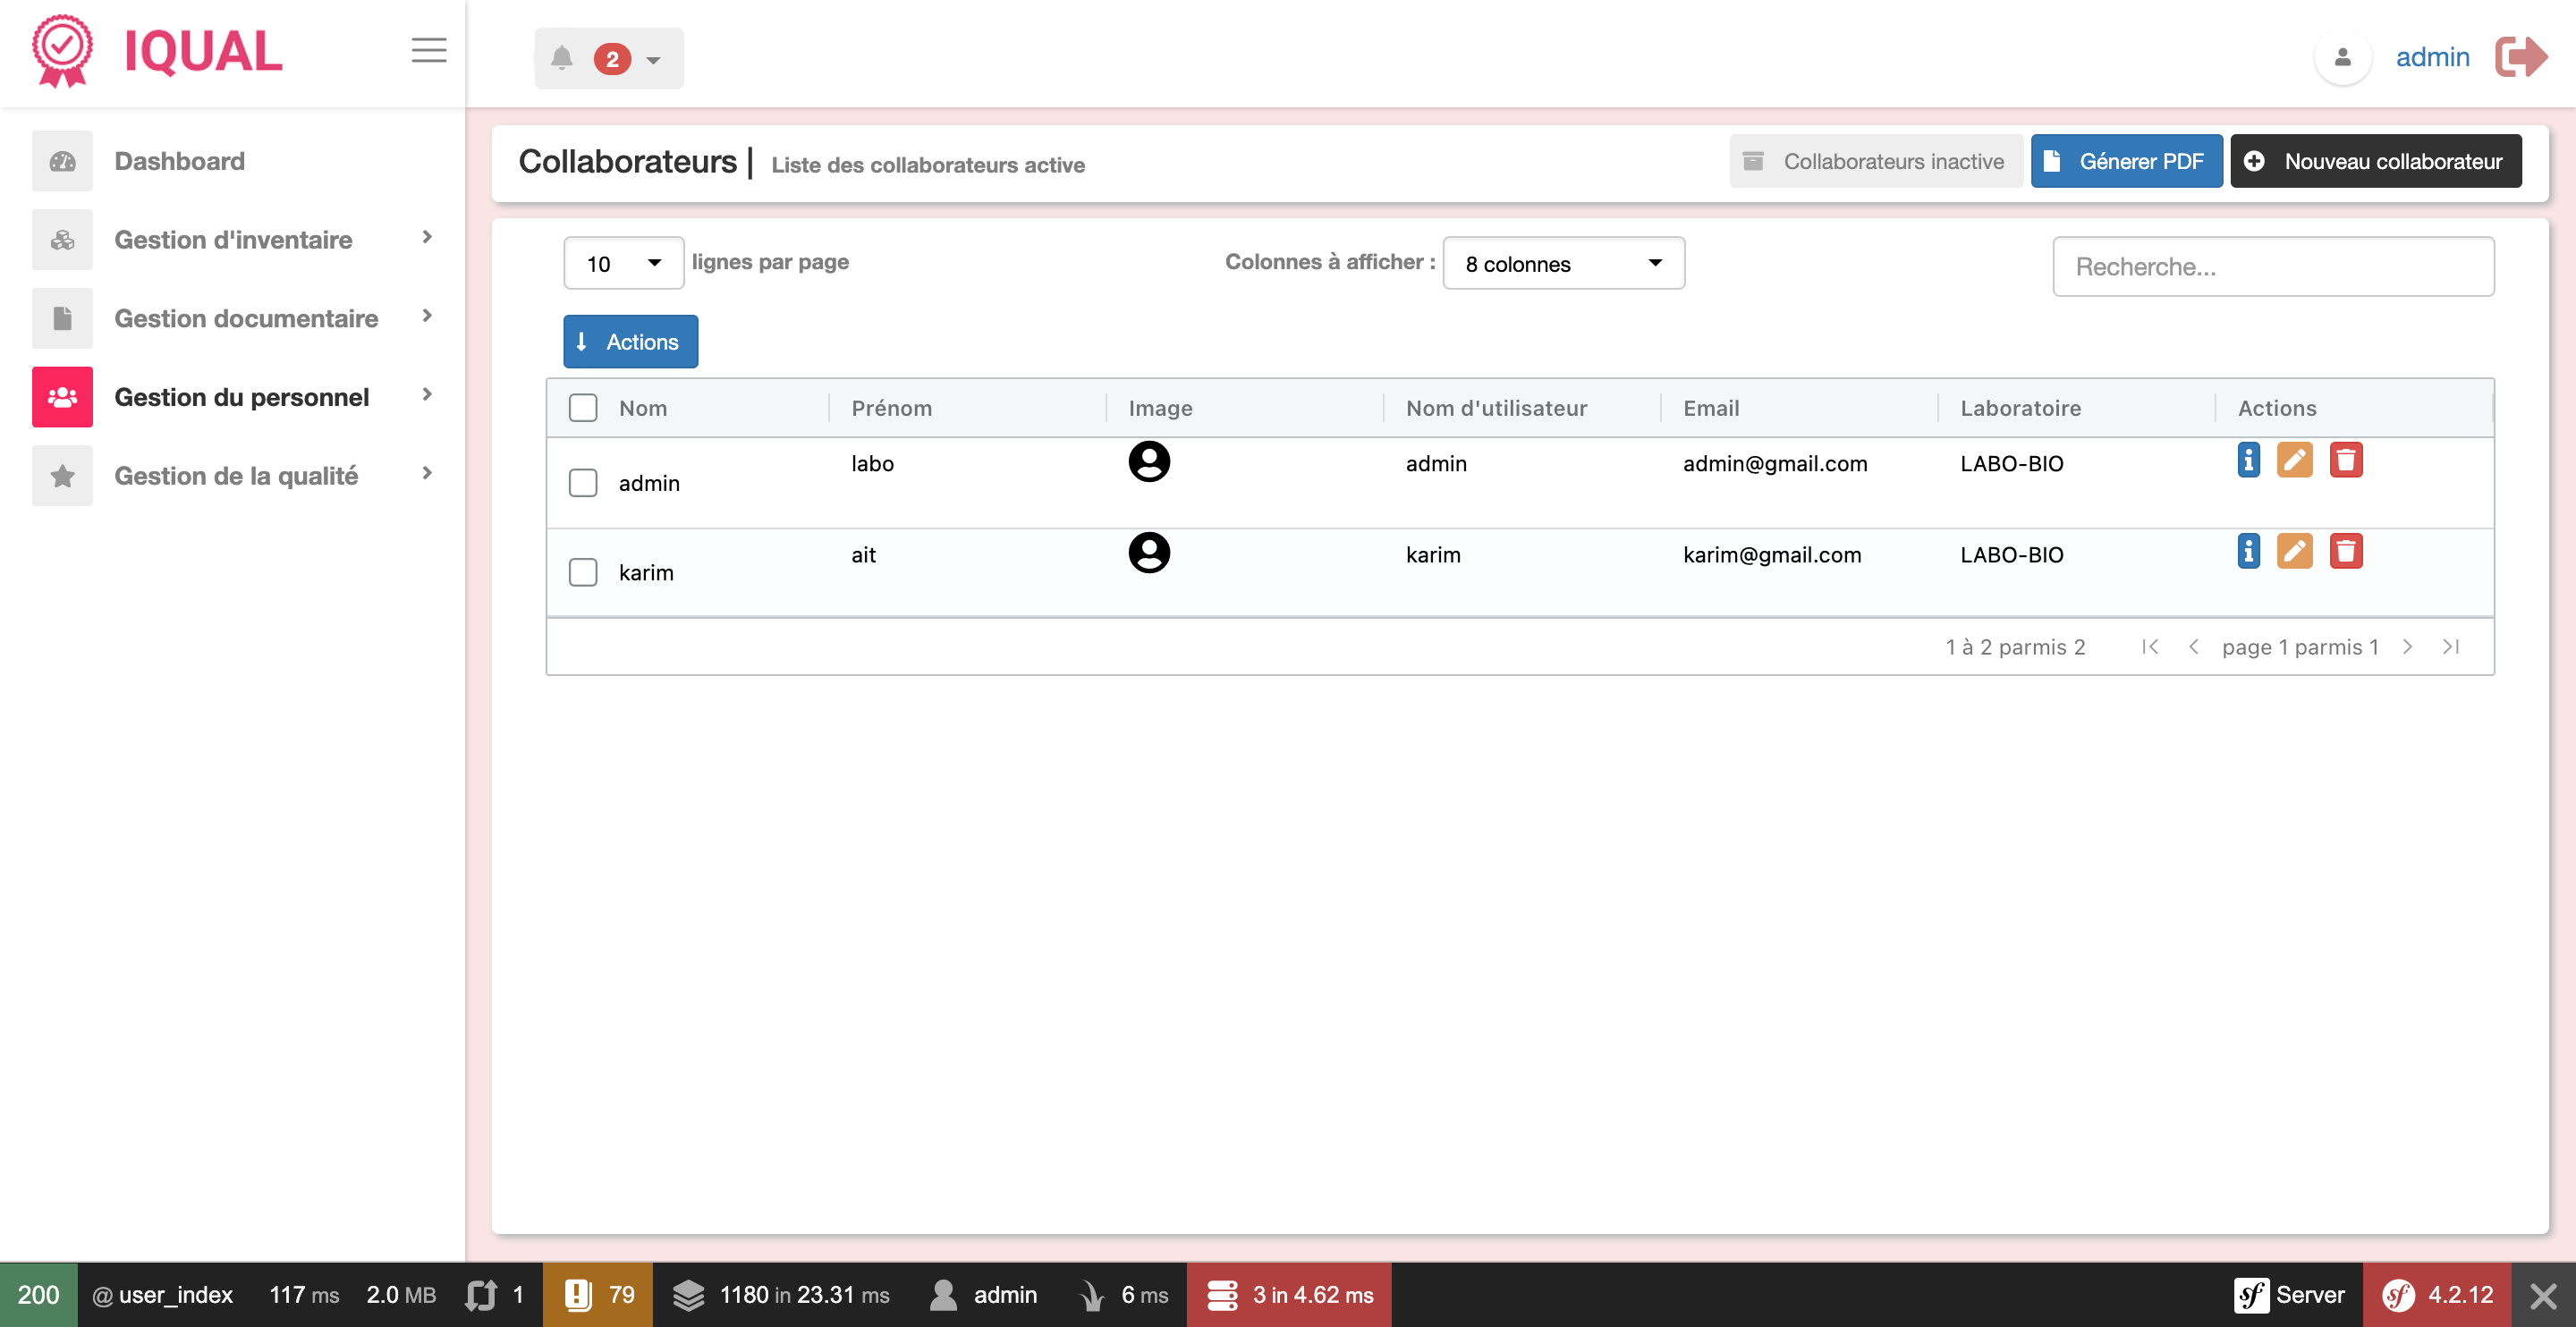 IQUAL
2
admin
Dashboard
Gestion d'inventaire
Gestion documentaire
Gestion du personnel
Gestion de la qualité
Collaborateurs | Liste des collaborateurs active
Collaborateurs inactive
Génerer PDF
Nouveau collaborateur
10 lignes par page
Colonnes à afficher : 8 colonnes
Recherche...
Actions
Nom Prénom Image Nom d'utilisateur Email Laboratoire Actions
admin labo admin admin@gmail.com LABO-BIO
karim ait karim karim@gmail.com LABO-BIO
1 à 2 parmis 2 page 1 parmis 1
200 @ user_index 117 ms 2.0 MB 1 79 1180 in 23.31 ms admin 6 ms 3 in 4.62 ms sf Server sf 4.2.12